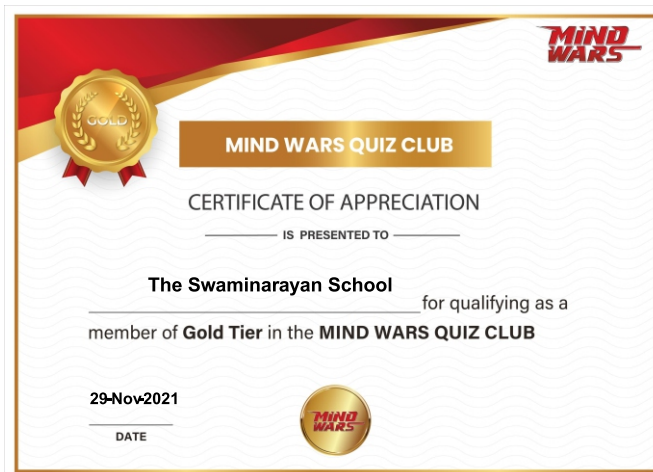 MIND
WARS
GOLD
MIND WARS QUIZ CLUB
CERTIFICATE OF APPRECIATION
IS PRESENTED TO
The Swaminarayan School
for qualifying as a
member of Gold Tier in the MIND WARS QUIZ CLUB
29-Nov-2021
DATE
MIND
WARS